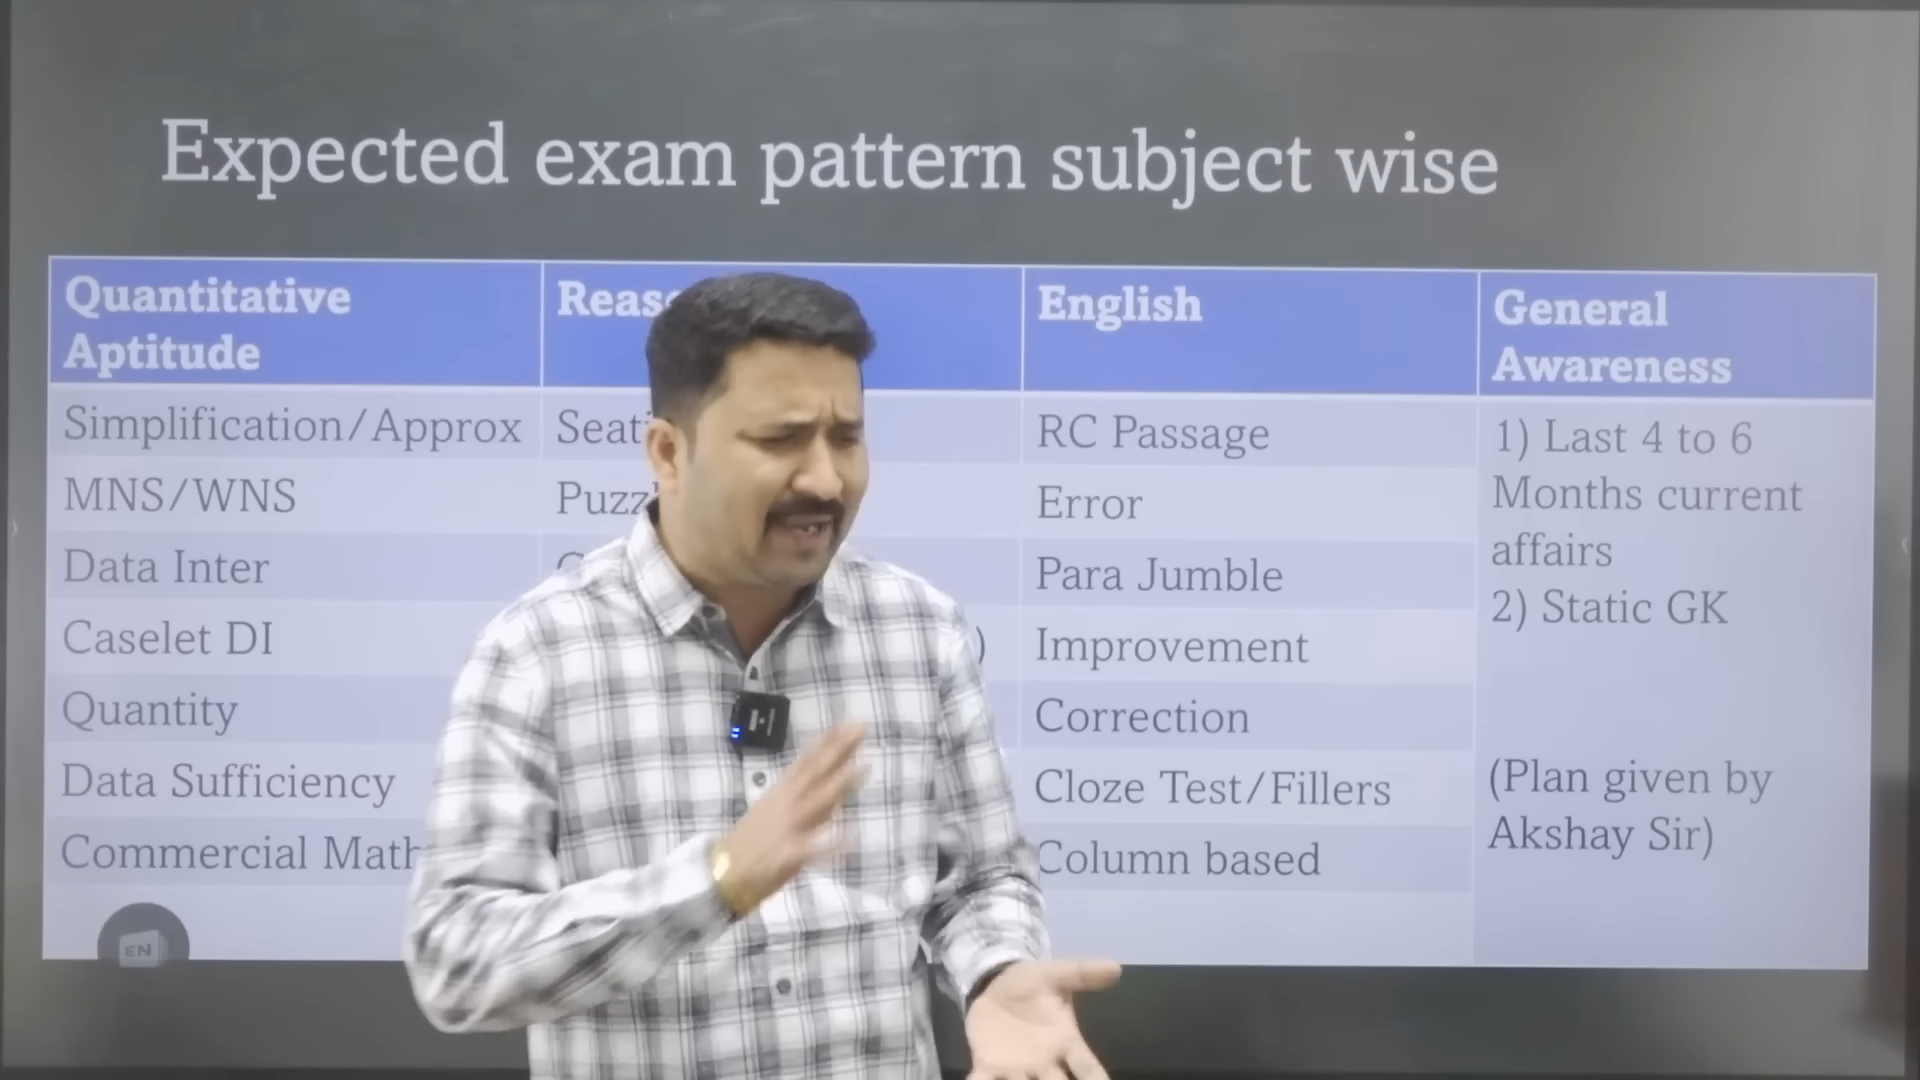 Expected exam pattern subject wise
Quantitative
Aptitude
English
General
Awareness
Simplification/Approx
RC Passage
1) Last 4 to 6
Months current
affairs
2) Static GK
(Plan given by
Akshay Sir)
MNS/WNS
Error
Data Inter
Para Jumble
Caselet DI
Improvement
Quantity
Correction
Data Sufficiency
Cloze Test/Fillers
Commercial Math
Column based
EN